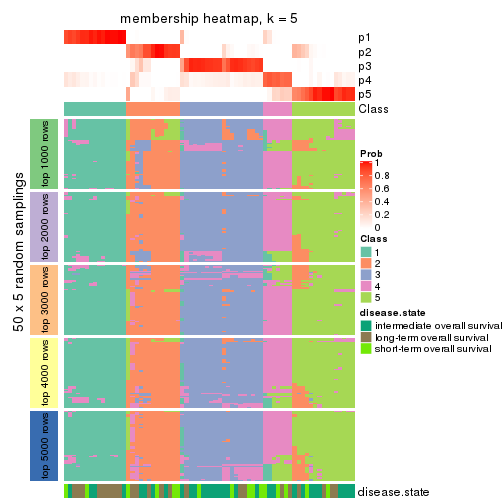 membership heatmap, k = 5
p1
p2
p3
p4
p5
Class
50 x 5 random samplings
top 1000 rows
top 2000 rows
top 3000 rows
top 4000 rows
top 5000 rows
Prob
1
0.8
0.6
0.4
0.2
0
Class
1
2
3
4
5
disease.state
intermediate overall survival
long-term overall survival
short-term overall survival
disease.state